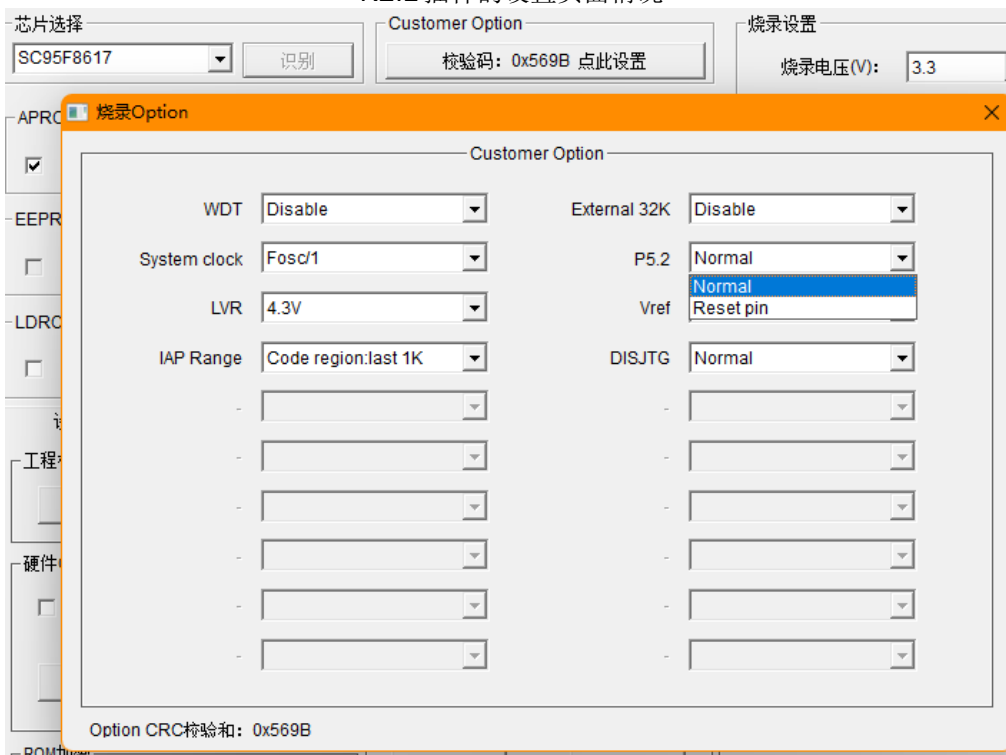 芯片选择
Customer Option
烧录设置
SC95F8617
识别
校验码：0x569B 点此设置
烧录电压(V)：
3.3
APRO
烧录Option
Customer Option
WDT
Disable
External 32K
Disable
EEPR
System clock
Fosc/1
P5.2
Normal
Normal
Reset pin
LDRO
LVR
4.3V
Vref
IAP Range
Code region:last 1K
DISJTG
Normal
-
-
-
-
工程
-
-
硬件
-
-
-
-
-
-
Option CRC校验和：0x569B